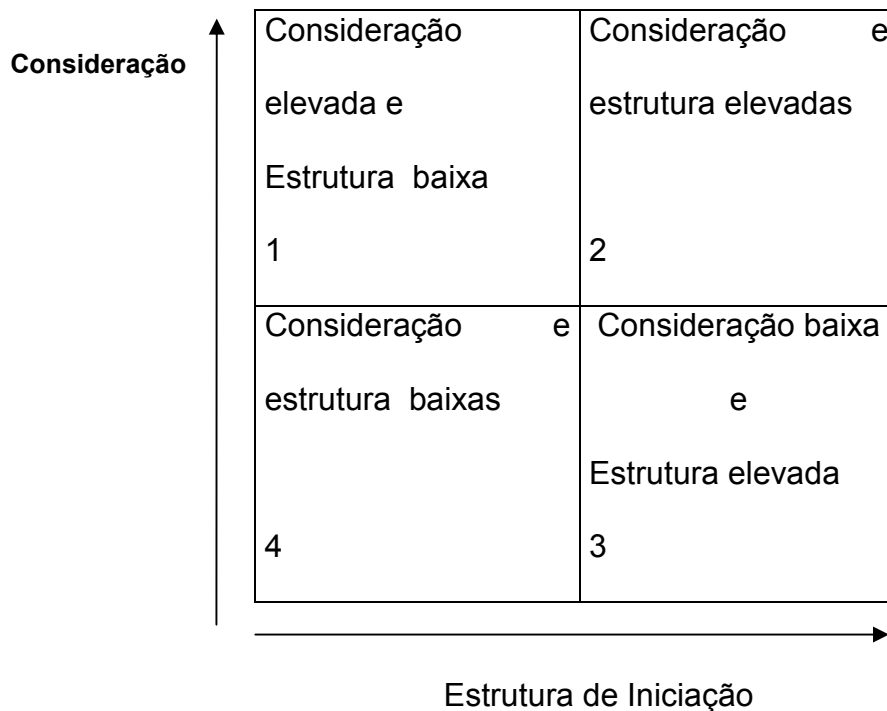 Consideração
Consideração
elevada e
Estrutura baixa
1
Consideração e
estrutura elevadas
2
Consideração e
estrutura baixas
4
Consideração baixa
e
Estrutura elevada
3
Estrutura de Iniciação